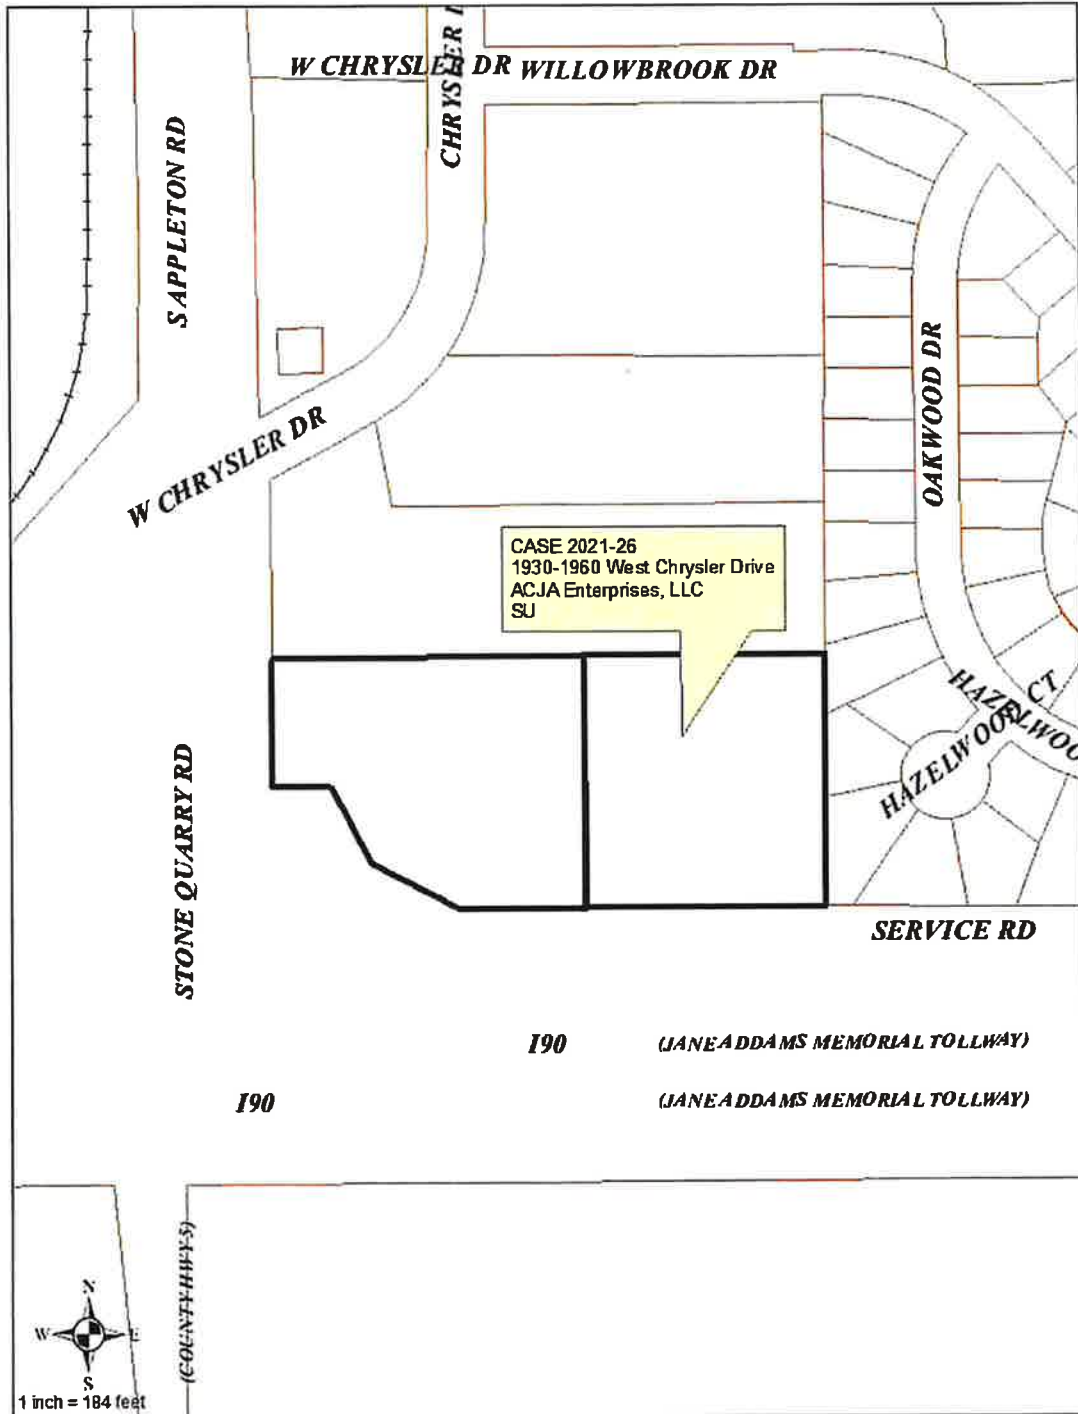 W CHRYSLER DR
WILLOWBROOK DR
CHRYSLER
S APPLETON RD
W CHRYSLER DR
OAKWOOD DR
CASE 2021-26
1930-1960 West Chrysler Drive
ACJA Enterprises, LLC
SU
HAZELWOOD CT
HAZELWOO
STONE QUARRY RD
SERVICE RD
I90
(JANE ADDAMS MEMORIAL TOLLWAY)
I90
(JANE ADDAMS MEMORIAL TOLLWAY)
(COUNTY HWY 5)
N
W
E
S
1 inch = 184 feet